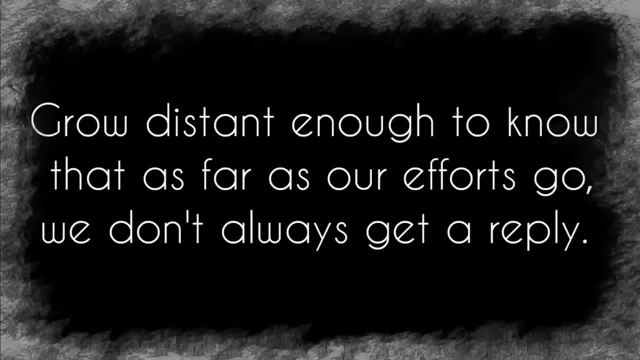 Grow distant enough to know
that as far as our efforts go,
we don't always get a reply.